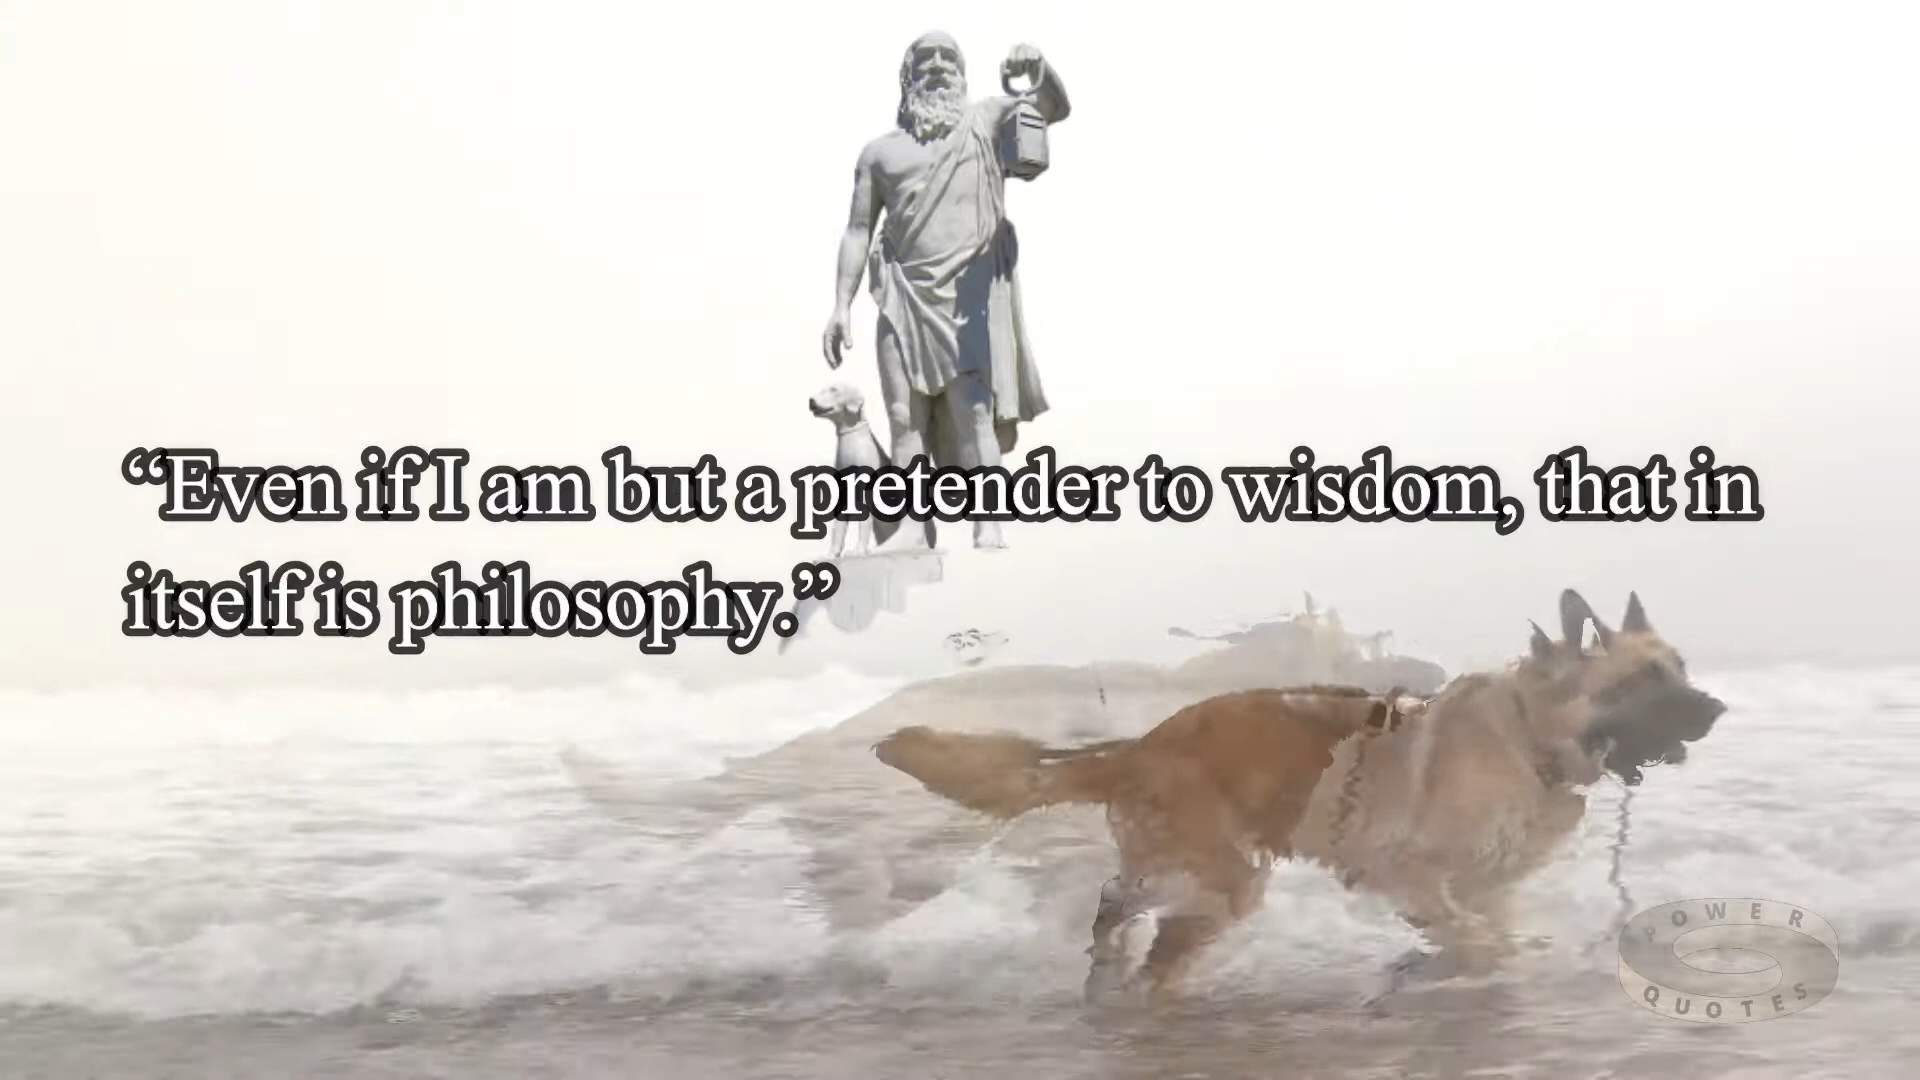 “Even if I am but a pretender to wisdom, that in
itself is philosophy.”
POWER
QUOTES